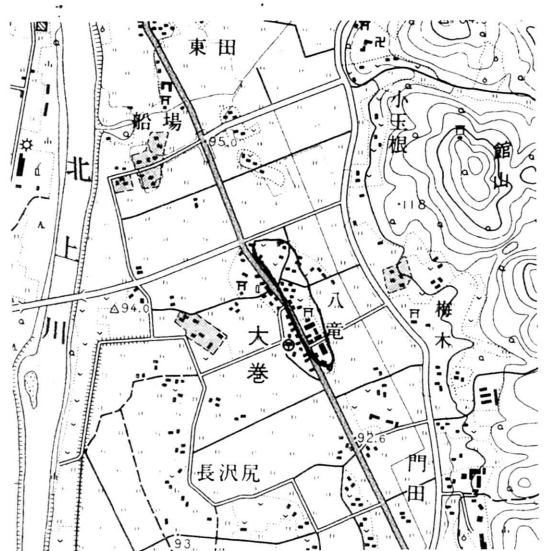 東田
船場
95.0
小玉根
館山
北上川
・118
八竜
△94.0
大巻
梅木
92.6
長沢尻
門田
93